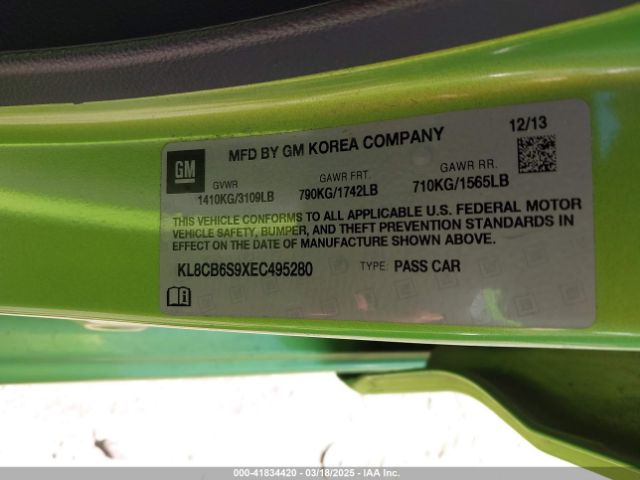 12/13
GM
MFD BY GM KOREA COMPANY
GVWR GAWR FRT. GAWR RR.
1410KG/3109LB 790KG/1742LB 710KG/1565LB
THIS VEHICLE CONFORMS TO ALL APPLICABLE U.S. FEDERAL MOTOR
VEHICLE SAFETY, BUMPER, AND THEFT PREVENTION STANDARDS IN
EFFECT ON THE DATE OF MANUFACTURE SHOWN ABOVE.
KL8CB6S9XEC495280 TYPE: PASS CAR
000-41834420 - 03/18/2025 - IAA Inc.